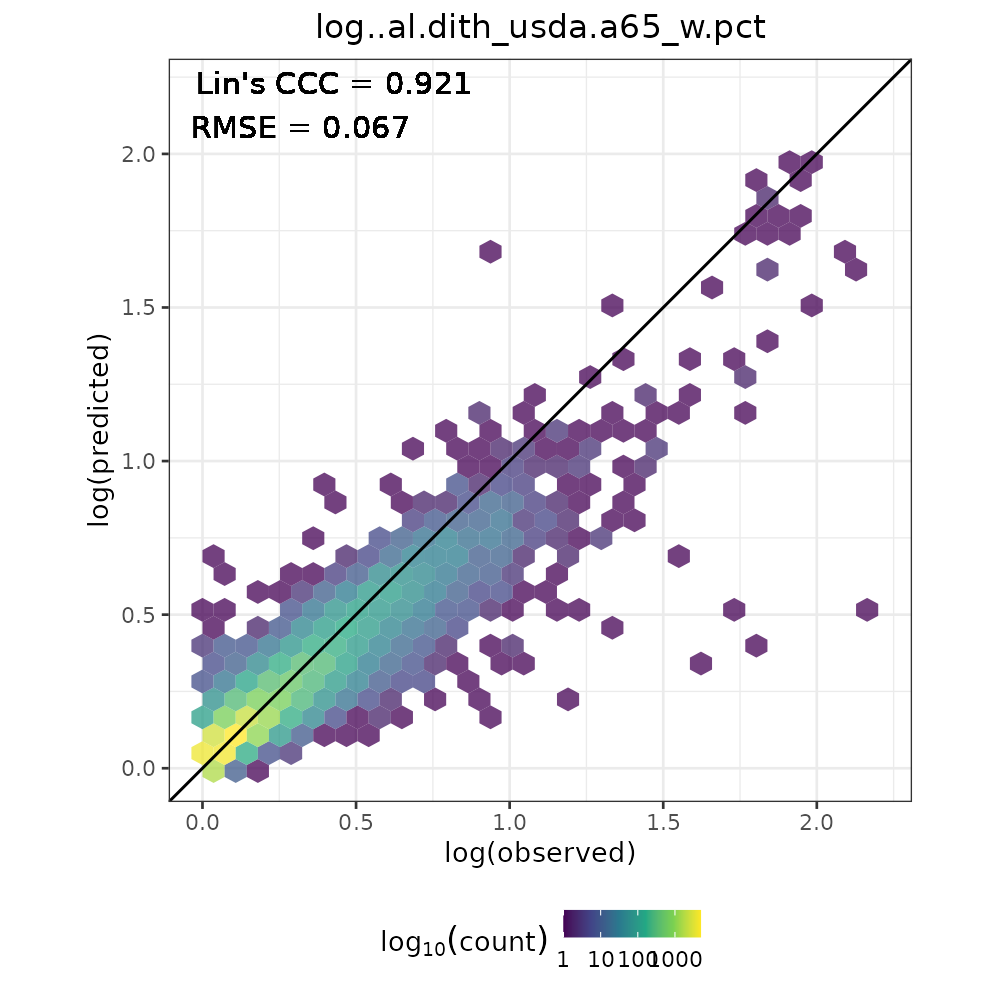 log..al.dith_usda.a65_w.pct
Lin's CCC = 0.921
RMSE = 0.067
log(predicted)
2.0
1.5
1.0
0.5
0.0
0.0 0.5 1.0 1.5 2.0
log(observed)
log10(count)
1 10 100 1000